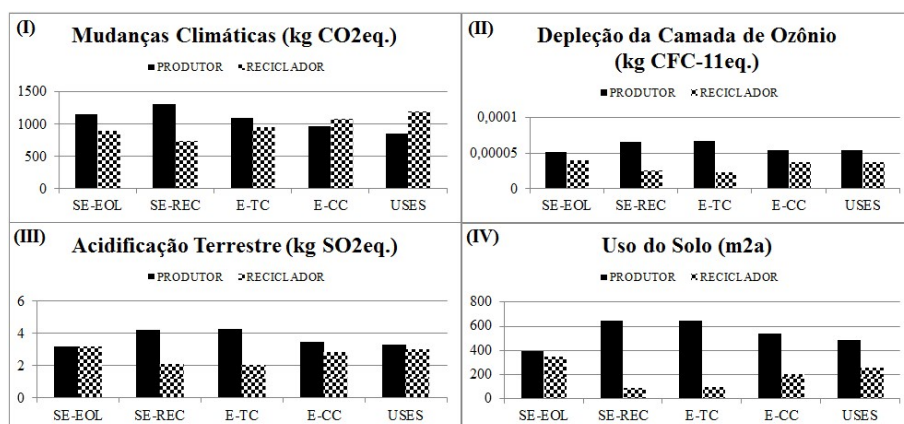 (I)
Mudanças Climáticas (kg CO2eq.)
PRODUTOR RECICLADOR
1500
1000
500
0
SE-EOL SE-REC E-TC E-CC USES
(II)
Depleção da Camada de Ozônio
(kg CFC-11eq.)
PRODUTOR RECICLADOR
0,0001
0,00005
0
SE-EOL SE-REC E-TC E-CC USES
(III)
Acidificação Terrestre (kg SO2eq.)
PRODUTOR RECICLADOR
6
4
2
0
SE-EOL SE-REC E-TC E-CC USES
(IV)
Uso do Solo (m2a)
PRODUTOR RECICLADOR
800
600
400
200
0
SE-EOL SE-REC E-TC E-CC USES